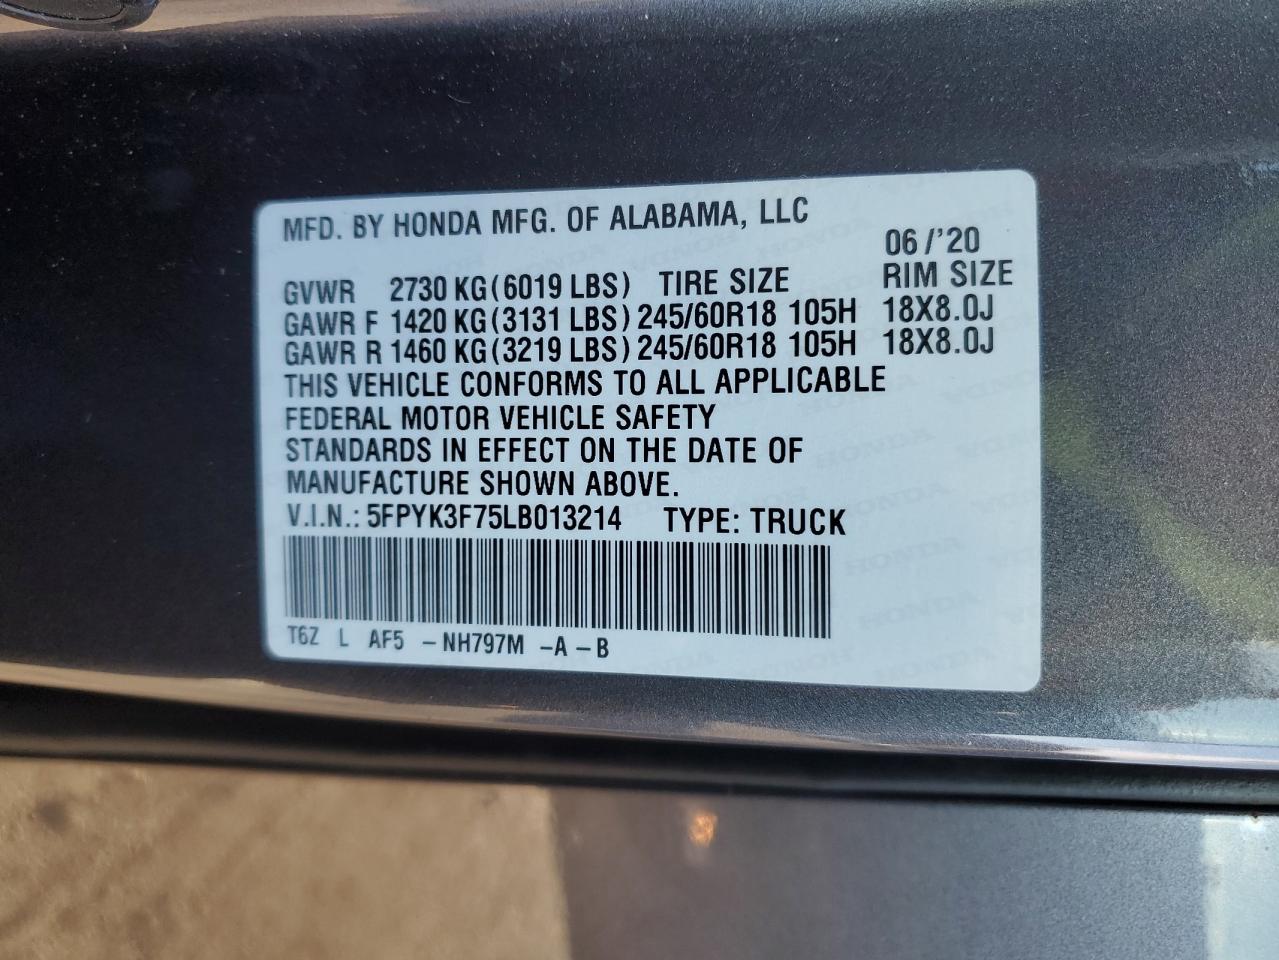 MFD. BY HONDA MFG. OF ALABAMA, LLC
06/'20
GVWR 2730 KG(6019 LBS) TIRE SIZE RIM SIZE
GAWR F 1420 KG(3131 LBS) 245/60R18 105H 18X8.0J
GAWR R 1460 KG(3219 LBS) 245/60R18 105H 18X8.0J
THIS VEHICLE CONFORMS TO ALL APPLICABLE
FEDERAL MOTOR VEHICLE SAFETY
STANDARDS IN EFFECT ON THE DATE OF
MANUFACTURE SHOWN ABOVE.
V.I.N.: 5FPYK3F75LB013214 TYPE: TRUCK
T6Z L AF5 -NH797M -A -B